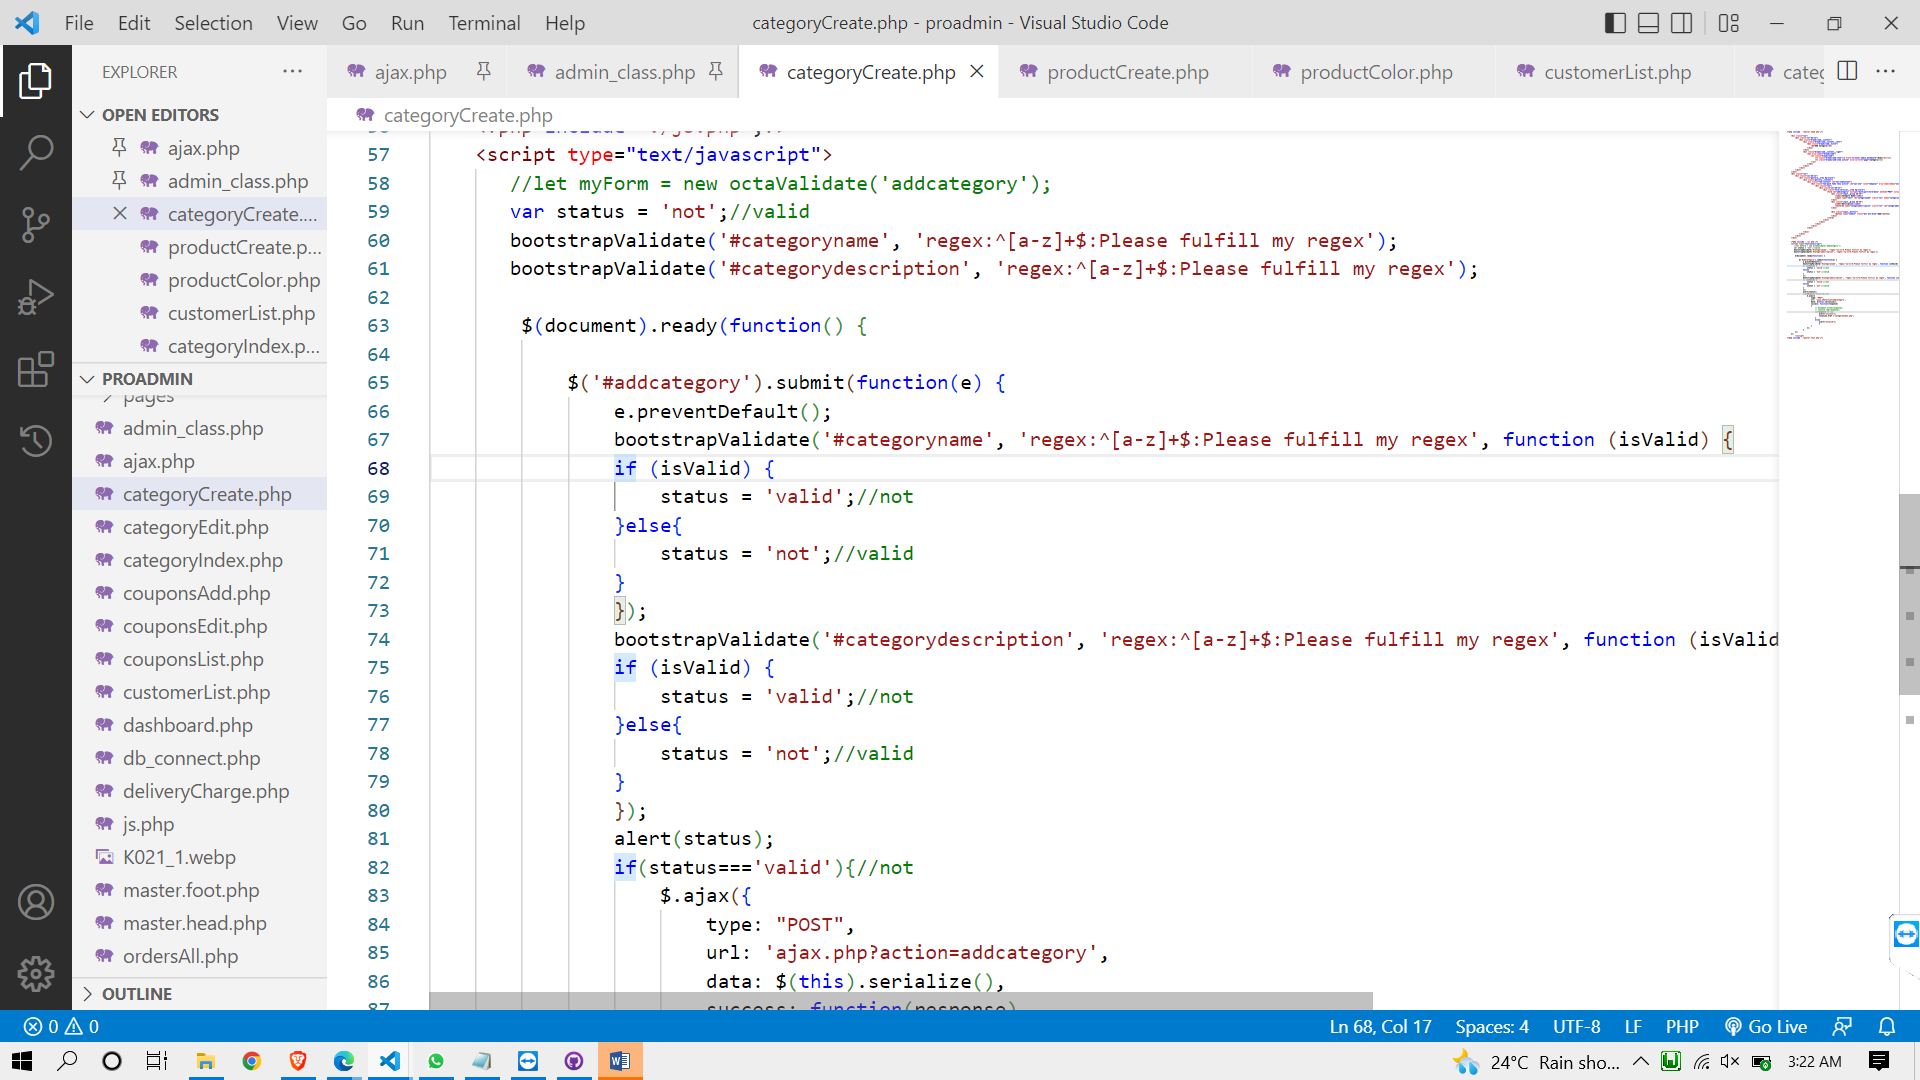 File Edit Selection View Go Run Terminal Help
categoryCreate.php - proadmin - Visual Studio Code
EXPLORER
OPEN EDITORS
ajax.php
admin_class.php
categoryCreate....
productCreate.p...
productColor.php
customerList.php
categoryIndex.p...
PROADMIN
pages
admin_class.php
ajax.php
categoryCreate.php
categoryEdit.php
categoryIndex.php
couponsAdd.php
couponsEdit.php
couponsList.php
customerList.php
dashboard.php
db_connect.php
deliveryCharge.php
js.php
K021_1.webp
master.foot.php
master.head.php
ordersAll.php
OUTLINE
ajax.php admin_class.php categoryCreate.php productCreate.php productColor.php customerList.php categ
categoryCreate.php
57 <script type="text/javascript">
58 //let myForm = new octaValidate('addcategory');
59 var status = 'not';//valid
60 bootstrapValidate('#categoryname', 'regex:^[a-z]+$:Please fulfill my regex');
61 bootstrapValidate('#categorydescription', 'regex:^[a-z]+$:Please fulfill my regex');
62
63 $(document).ready(function() {
64
65 $('#addcategory').submit(function(e) {
66 e.preventDefault();
67 bootstrapValidate('#categoryname', 'regex:^[a-z]+$:Please fulfill my regex', function (isValid) {
68 if (isValid) {
69 status = 'valid';//not
70 }else{
71 status = 'not';//valid
72 }
73 });
74 bootstrapValidate('#categorydescription', 'regex:^[a-z]+$:Please fulfill my regex', function (isValid
75 if (isValid) {
76 status = 'valid';//not
77 }else{
78 status = 'not';//valid
79 }
80 });
81 alert(status);
82 if(status==='valid'){//not
83 $.ajax({
84 type: "POST",
85 url: 'ajax.php?action=addcategory',
86 data: $(this).serialize(),
87 success: function(response)
0 0
Ln 68, Col 17 Spaces: 4 UTF-8 LF PHP Go Live
24°C Rain sho... 3:22 AM